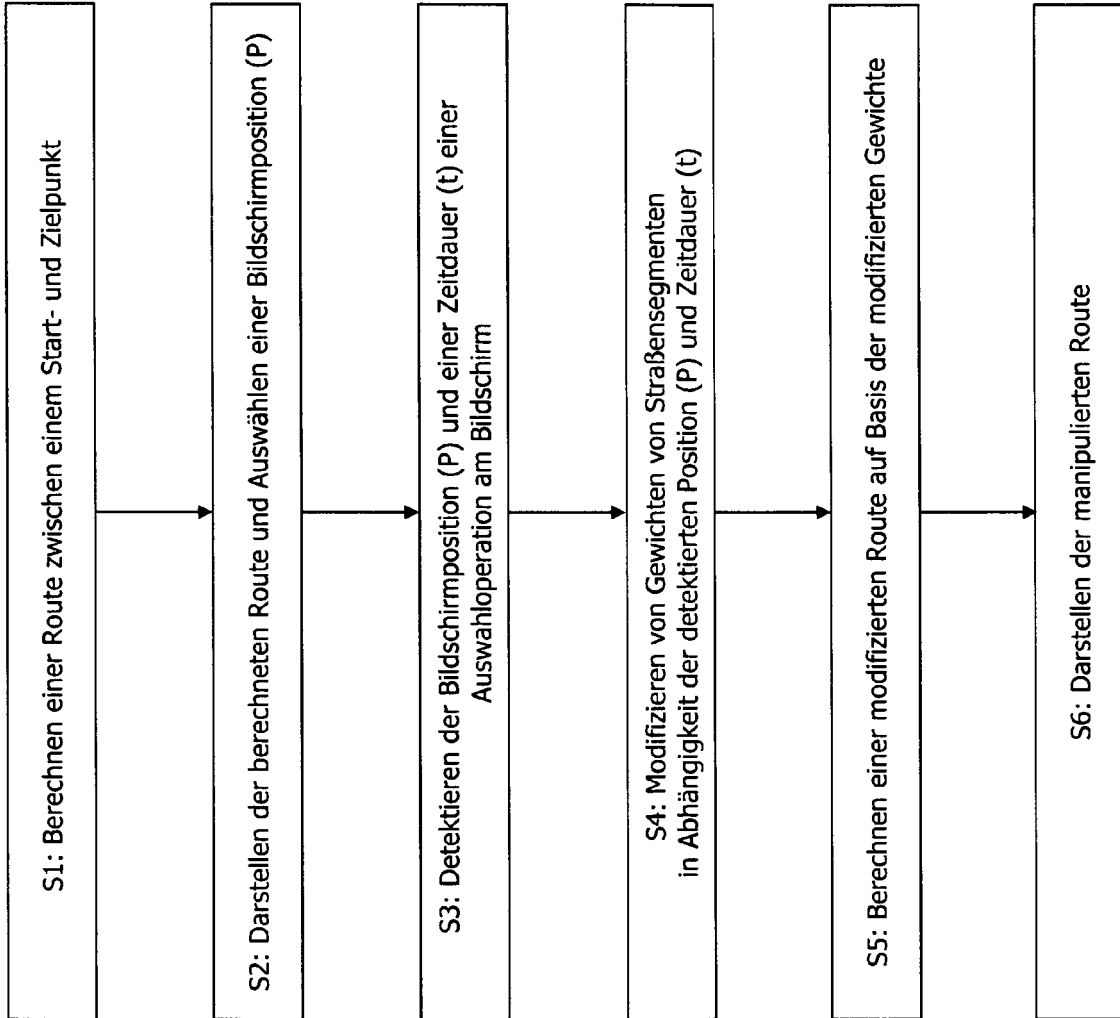 S1: Berechnen einer Route zwischen einem Start- und Zielpunkt
S2: Darstellen der berechneten Route und Auswählen einer Bildschirmposition (P)
S3: Detektieren der Bildschirmposition (P) und einer Zeitdauer (t) einer
Auswahloperation am Bildschirm
S4: Modifizieren von Gewichten von Straßensegmenten
in Abhängigkeit der detektierten Position (P) und Zeitdauer (t)
S5: Berechnen einer modifizierten Route auf Basis der modifizierten Gewichte
S6: Darstellen der manipulierten Route